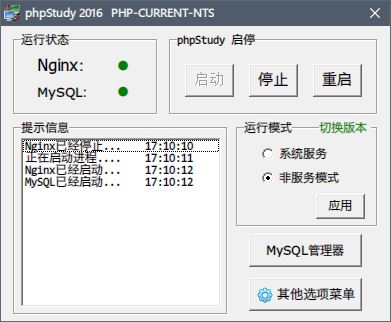 phpStudy 2016 PHP-CURRENT-NTS
运行状态
Nginx:
MySQL:
phpStudy 启停
启动 停止 重启
提示信息
Nginx已经停止... 17:10:10
正在启动进程.... 17:10:11
Nginx已经启动... 17:10:12
MySQL已经启动... 17:10:12
运行模式 切换版本
系统服务
非服务模式
应用
MySQL管理器
其他选项菜单